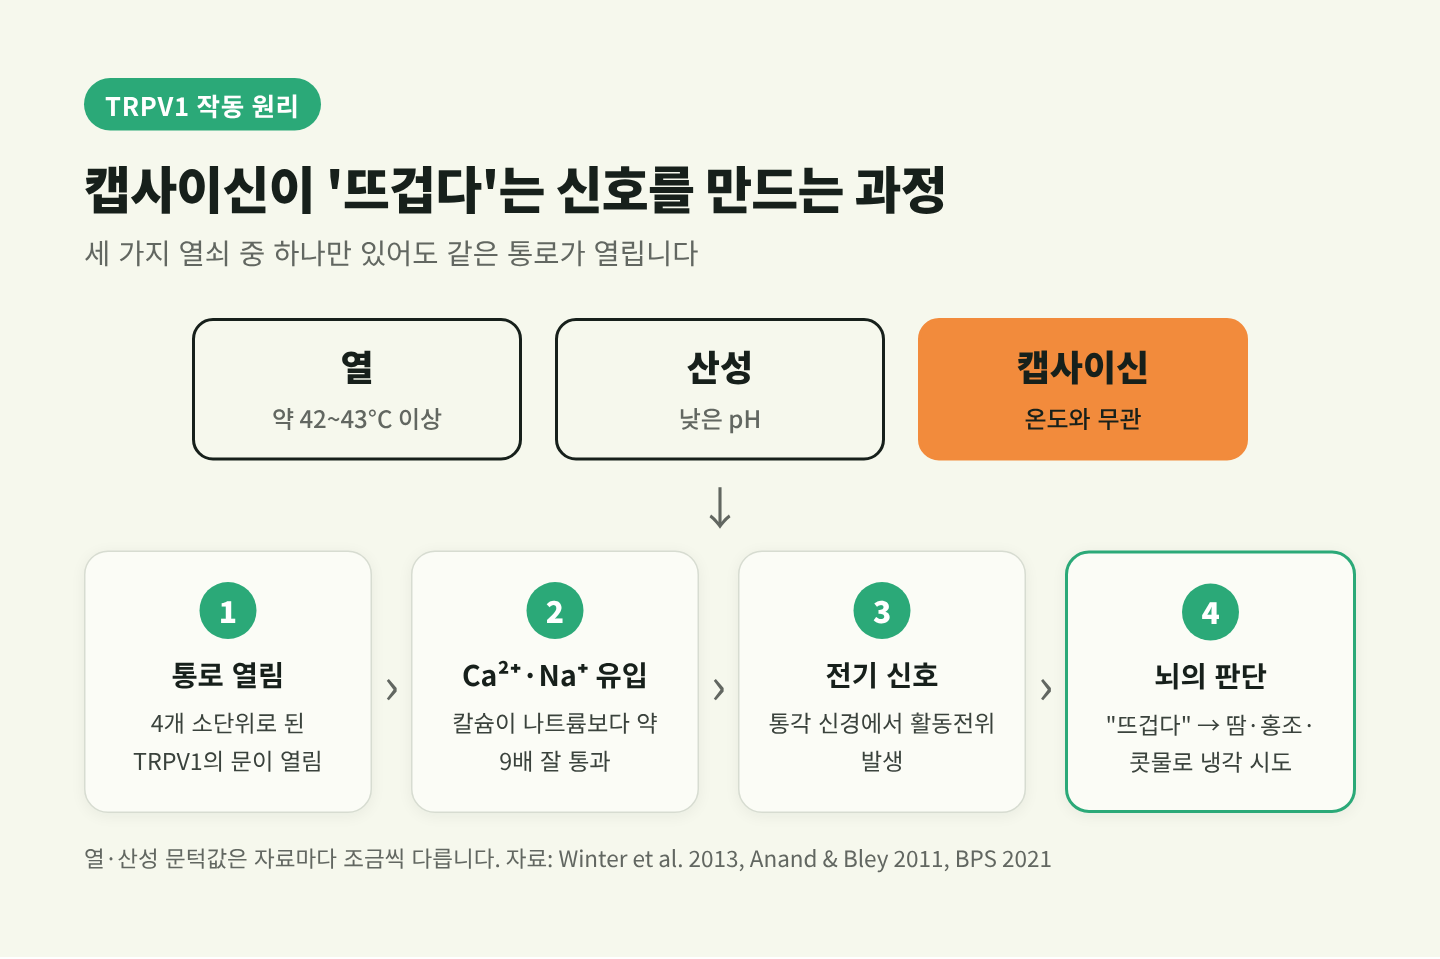 TRPV1 작동 원리
캡사이신이 '뜨겁다'는 신호를 만드는 과정
세 가지 열쇠 중 하나만 있어도 같은 통로가 열립니다
열
약 42~43°C 이상
산성
낮은 pH
캡사이신
온도와 무관
↓
1
통로 열림
4개 소단위로 된
TRPV1의 문이 열림
›
2
Ca²⁺·Na⁺ 유입
칼슘이 나트륨보다 약
9배 잘 통과
›
3
전기 신호
통각 신경에서 활동전위
발생
›
4
뇌의 판단
"뜨겁다" → 땀·홍조·
콧물로 냉각 시도
열·산성 문턱값은 자료마다 조금씩 다릅니다. 자료: Winter et al. 2013, Anand & Bley 2011, BPS 2021